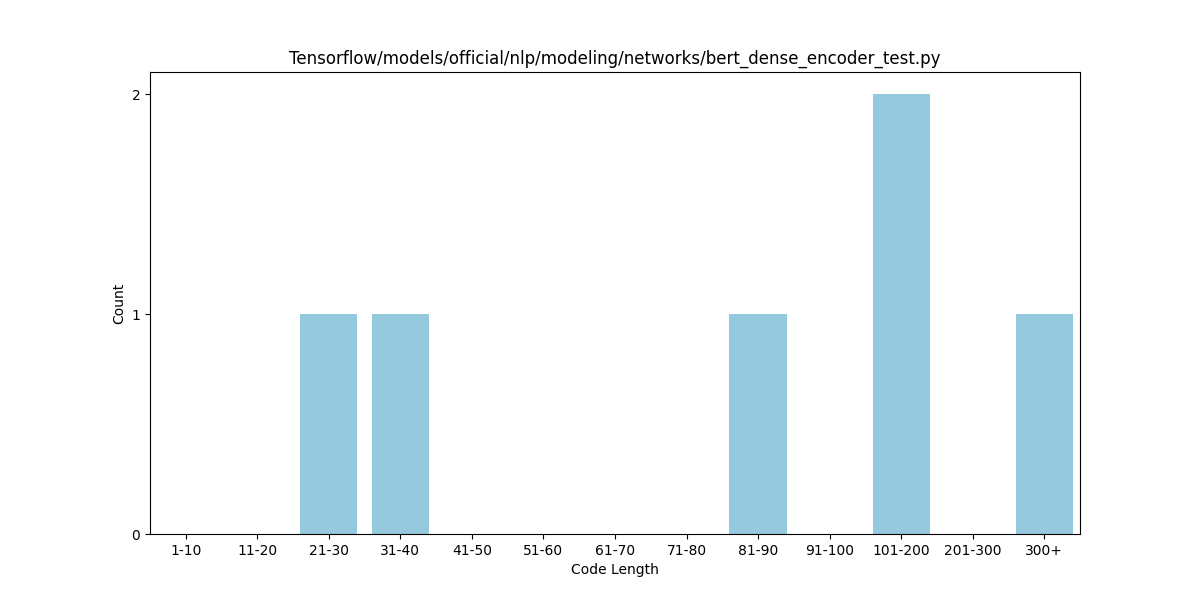 Tensorflow/models/official/nlp/modeling/networks/bert_dense_encoder_test.py
2
1
0
Count
1-10 11-20 21-30 31-40 41-50 51-60 61-70 71-80 81-90 91-100 101-200 201-300 300+
Code Length